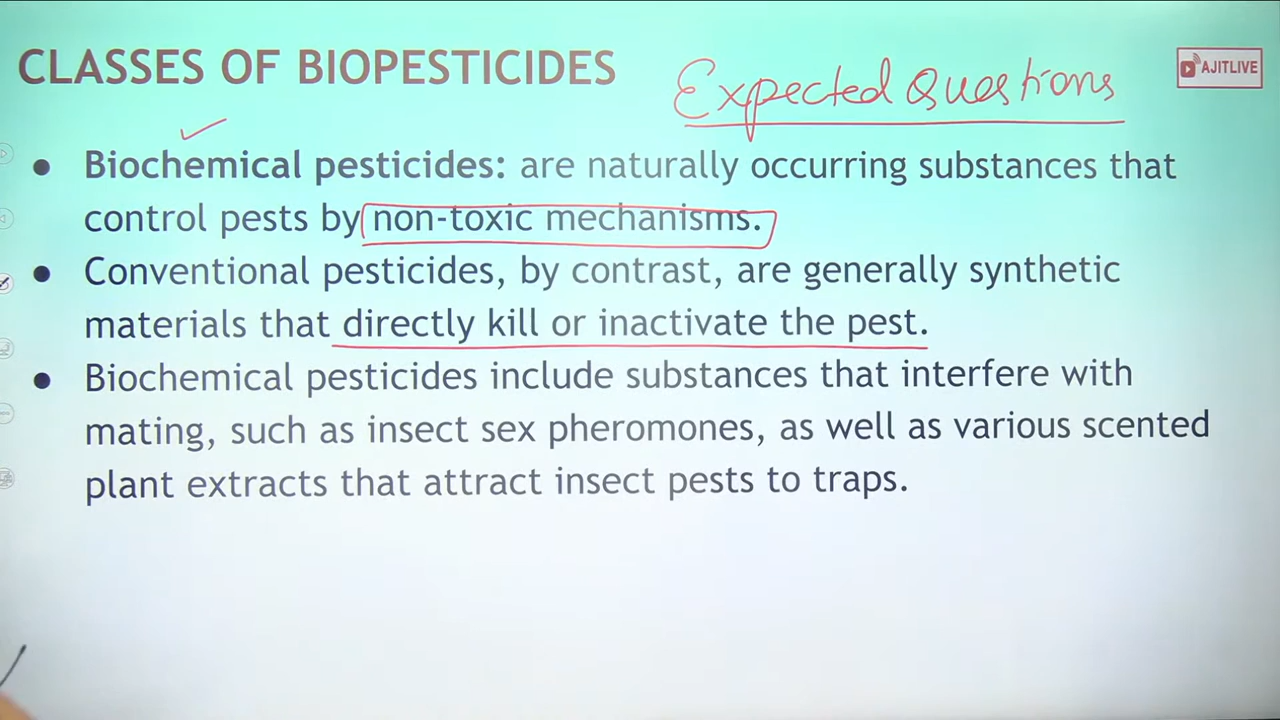 CLASSES OF BIOPESTICIDES
Expected Questions
AJITLIVE
● Biochemical pesticides: are naturally occurring substances that
control pests by non-toxic mechanisms.
● Conventional pesticides, by contrast, are generally synthetic
materials that directly kill or inactivate the pest.
● Biochemical pesticides include substances that interfere with
mating, such as insect sex pheromones, as well as various scented
plant extracts that attract insect pests to traps.